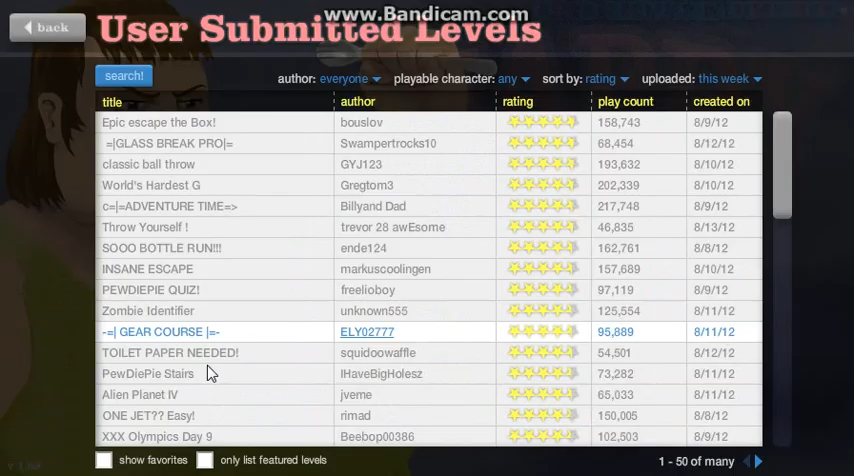 www.Bandicam.com
back
User Submitted Levels
search! author: everyone playable character: any sort by: rating uploaded: this week
title author rating play count created on
Epic escape the Box! bouslov 158,743 8/9/12
=|GLASS BREAK PRO|= Swampertrocks10 68,454 8/12/12
classic ball throw GYJ123 193,632 8/10/12
World's Hardest G Gregtom3 202,339 8/10/12
c=|=ADVENTURE TIME=> Billyand Dad 217,748 8/9/12
Throw Yourself ! trevor 28 awEsome 46,835 8/13/12
SOOO BOTTLE RUN!!! ende124 162,761 8/8/12
INSANE ESCAPE markuscoolingen 157,689 8/10/12
PEWDIEPIE QUIZ! freelioboy 97,119 8/9/12
Zombie Identifier unknown555 125,554 8/11/12
-=| GEAR COURSE |=- ELY02777 95,889 8/11/12
TOILET PAPER NEEDED! squidoowaffle 54,501 8/12/12
PewDiePie Stairs IHaveBigHolesz 73,282 8/11/12
Alien Planet IV jveme 65,033 8/11/12
ONE JET?? Easy! rimad 150,005 8/8/12
XXX Olympics Day 9 Beebop00386 102,503 8/9/12
show favorites only list featured levels 1 - 50 of many